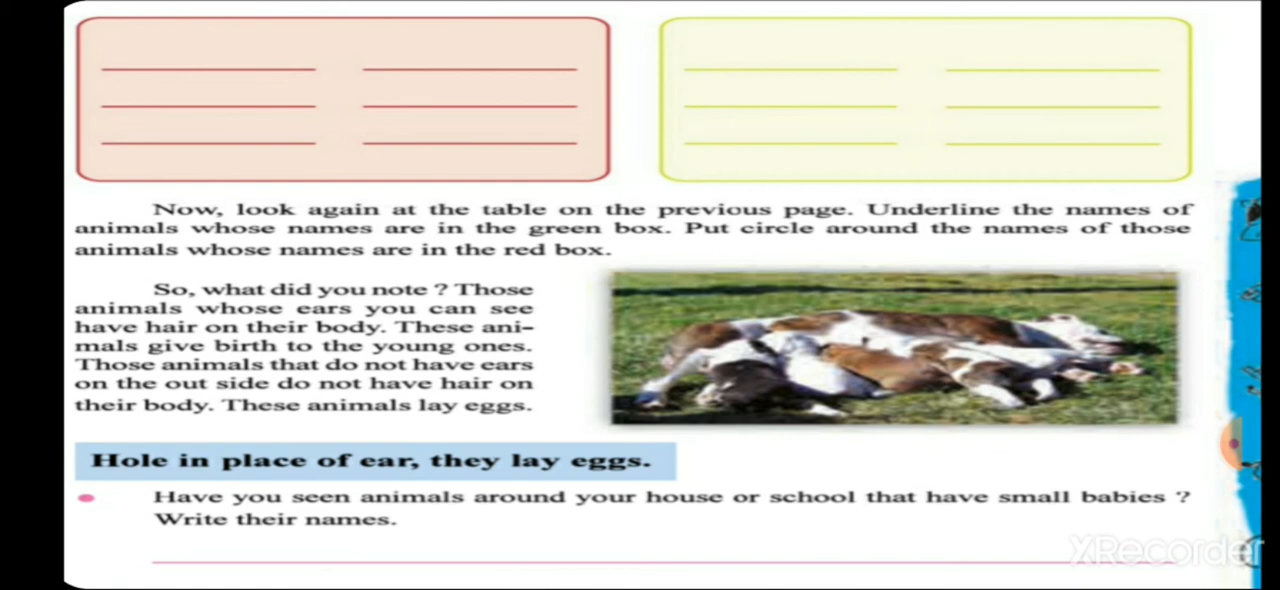 Now, look again at the table on the previous page. Underline the names of
animals whose names are in the green box. Put circle around the names of those
animals whose names are in the red box.
So, what did you note ? Those
animals whose ears you can see
have hair on their body. These ani-
mals give birth to the young ones.
Those animals that do not have ears
on the out side do not have hair on
their body. These animals lay eggs.
Hole in place of ear, they lay eggs.
Have you seen animals around your house or school that have small babies ?
Write their names.
XRecorder